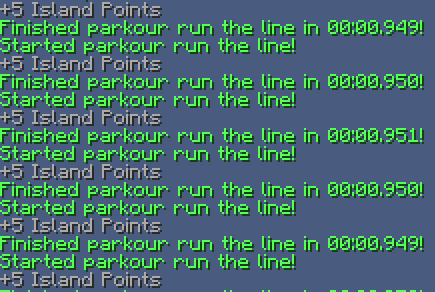 +5 Island Points
Finished parkour run the line in 00:00.949!
Started parkour run the line!
+5 Island Points
Finished parkour run the line in 00:00.950!
Started parkour run the line!
+5 Island Points
Finished parkour run the line in 00:00.951!
Started parkour run the line!
+5 Island Points
Finished parkour run the line in 00:00.950!
Started parkour run the line!
+5 Island Points
Finished parkour run the line in 00:00.949!
Started parkour run the line!
+5 Island Points